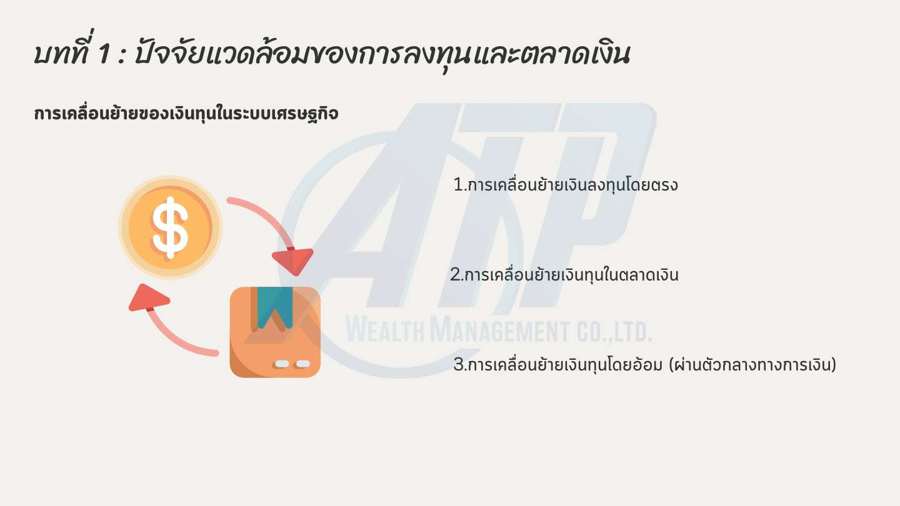 บทที่ 1 : ปัจจัยแวดล้อมของการลงทุนและตลาดเงิน
การเคลื่อนย้ายของเงินทุนในระบบเศรษฐกิจ
1.การเคลื่อนย้ายเงินลงทุนโดยตรง
2.การเคลื่อนย้ายเงินทุนในตลาดเงิน
3.การเคลื่อนย้ายเงินทุนโดยอ้อม (ผ่านตัวกลางทางการเงิน)
$
ATP
WEALTH MANAGEMENT CO.,LTD.